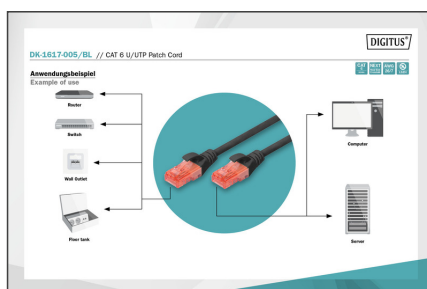 DIGITUS®
DK-1617-005/BL // CAT 6 U/UTP Patch Cord
Anwendungsbeispiel
Example of use
Router
Switch
Wall Outlet
Floor tank
Computer
Server